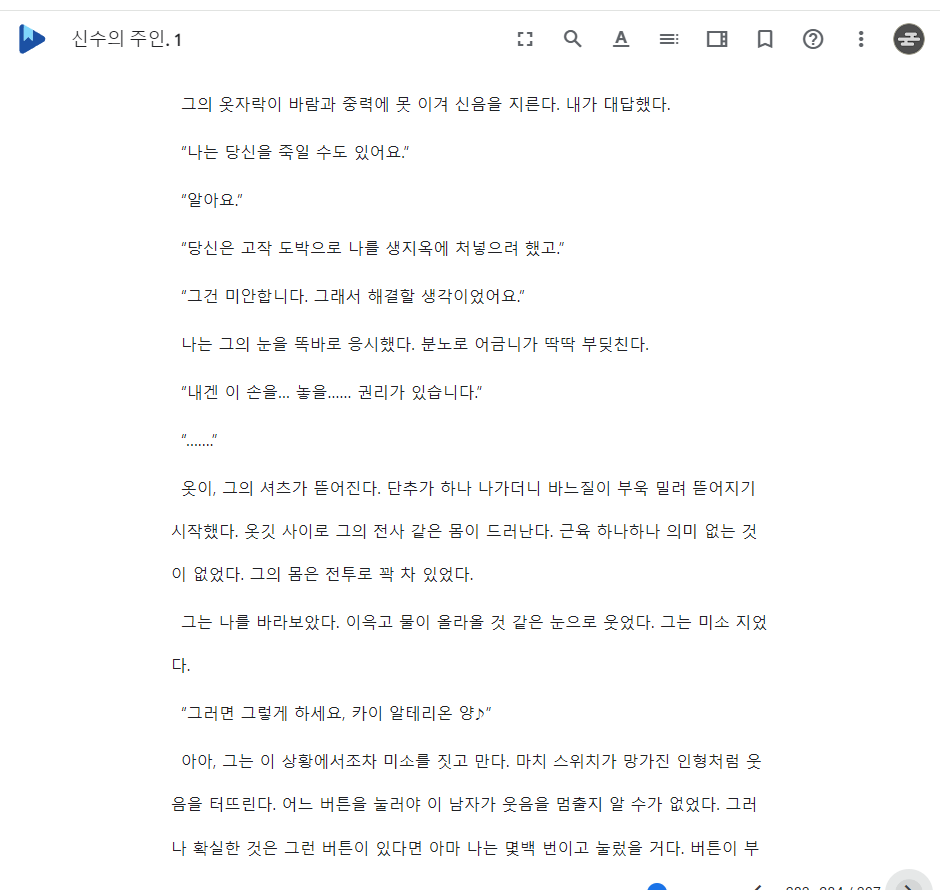 신수의 주인. 1
그의 옷자락이 바람과 중력에 못 이겨 신음을 지른다. 내가 대답했다.
“나는 당신을 죽일 수도 있어요.”
“알아요.”
“당신은 고작 도박으로 나를 생지옥에 처넣으려 했고.”
“그건 미안합니다. 그래서 해결할 생각이었어요.”
나는 그의 눈을 똑바로 응시했다. 분노로 어금니가 딱딱 부딪친다.
“내겐 이 손을... 놓을...... 권리가 있습니다.”
“.......”
옷이, 그의 셔츠가 뜯어진다. 단추가 하나 나가더니 바느질이 부욱 밀려 뜯어지기
시작했다. 옷깃 사이로 그의 전사 같은 몸이 드러난다. 근육 하나하나 의미 없는 것
이 없었다. 그의 몸은 전투로 꽉 차 있었다.
그는 나를 바라보았다. 이윽고 물이 올라올 것 같은 눈으로 웃었다. 그는 미소 지었
다.
“그러면 그렇게 하세요, 카이 알테리온 양♪”
아아, 그는 이 상황에서조차 미소를 짓고 만다. 마치 스위치가 망가진 인형처럼 웃
음을 터뜨린다. 어느 버튼을 눌러야 이 남자가 웃음을 멈출지 알 수가 없었다. 그러
나 확실한 것은 그런 버튼이 있다면 아마 나는 몇백 번이고 눌렀을 거다. 버튼이 부